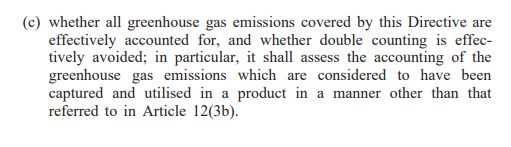 (c) whether all greenhouse gas emissions covered by this Directive are
effectively accounted for, and whether double counting is effec-
tively avoided; in particular, it shall assess the accounting of the
greenhouse gas emissions which are considered to have been
captured and utilised in a product in a manner other than that
referred to in Article 12(3b).